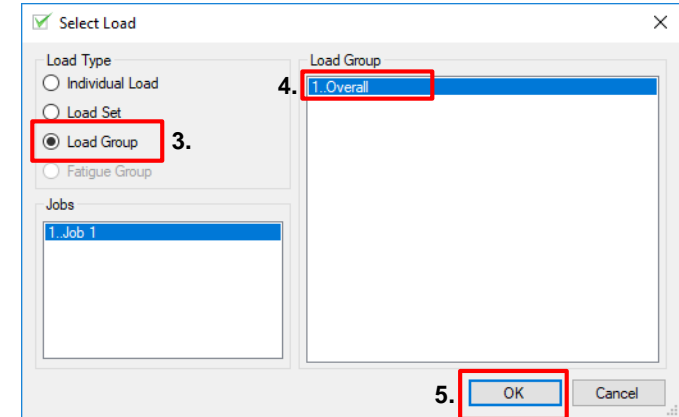 Select Load
Load Type
Individual Load
Load Set
Load Group
3.
Fatigue Group
Jobs
1..Job 1
Load Group
4.
1..Overall
5.
OK
Cancel